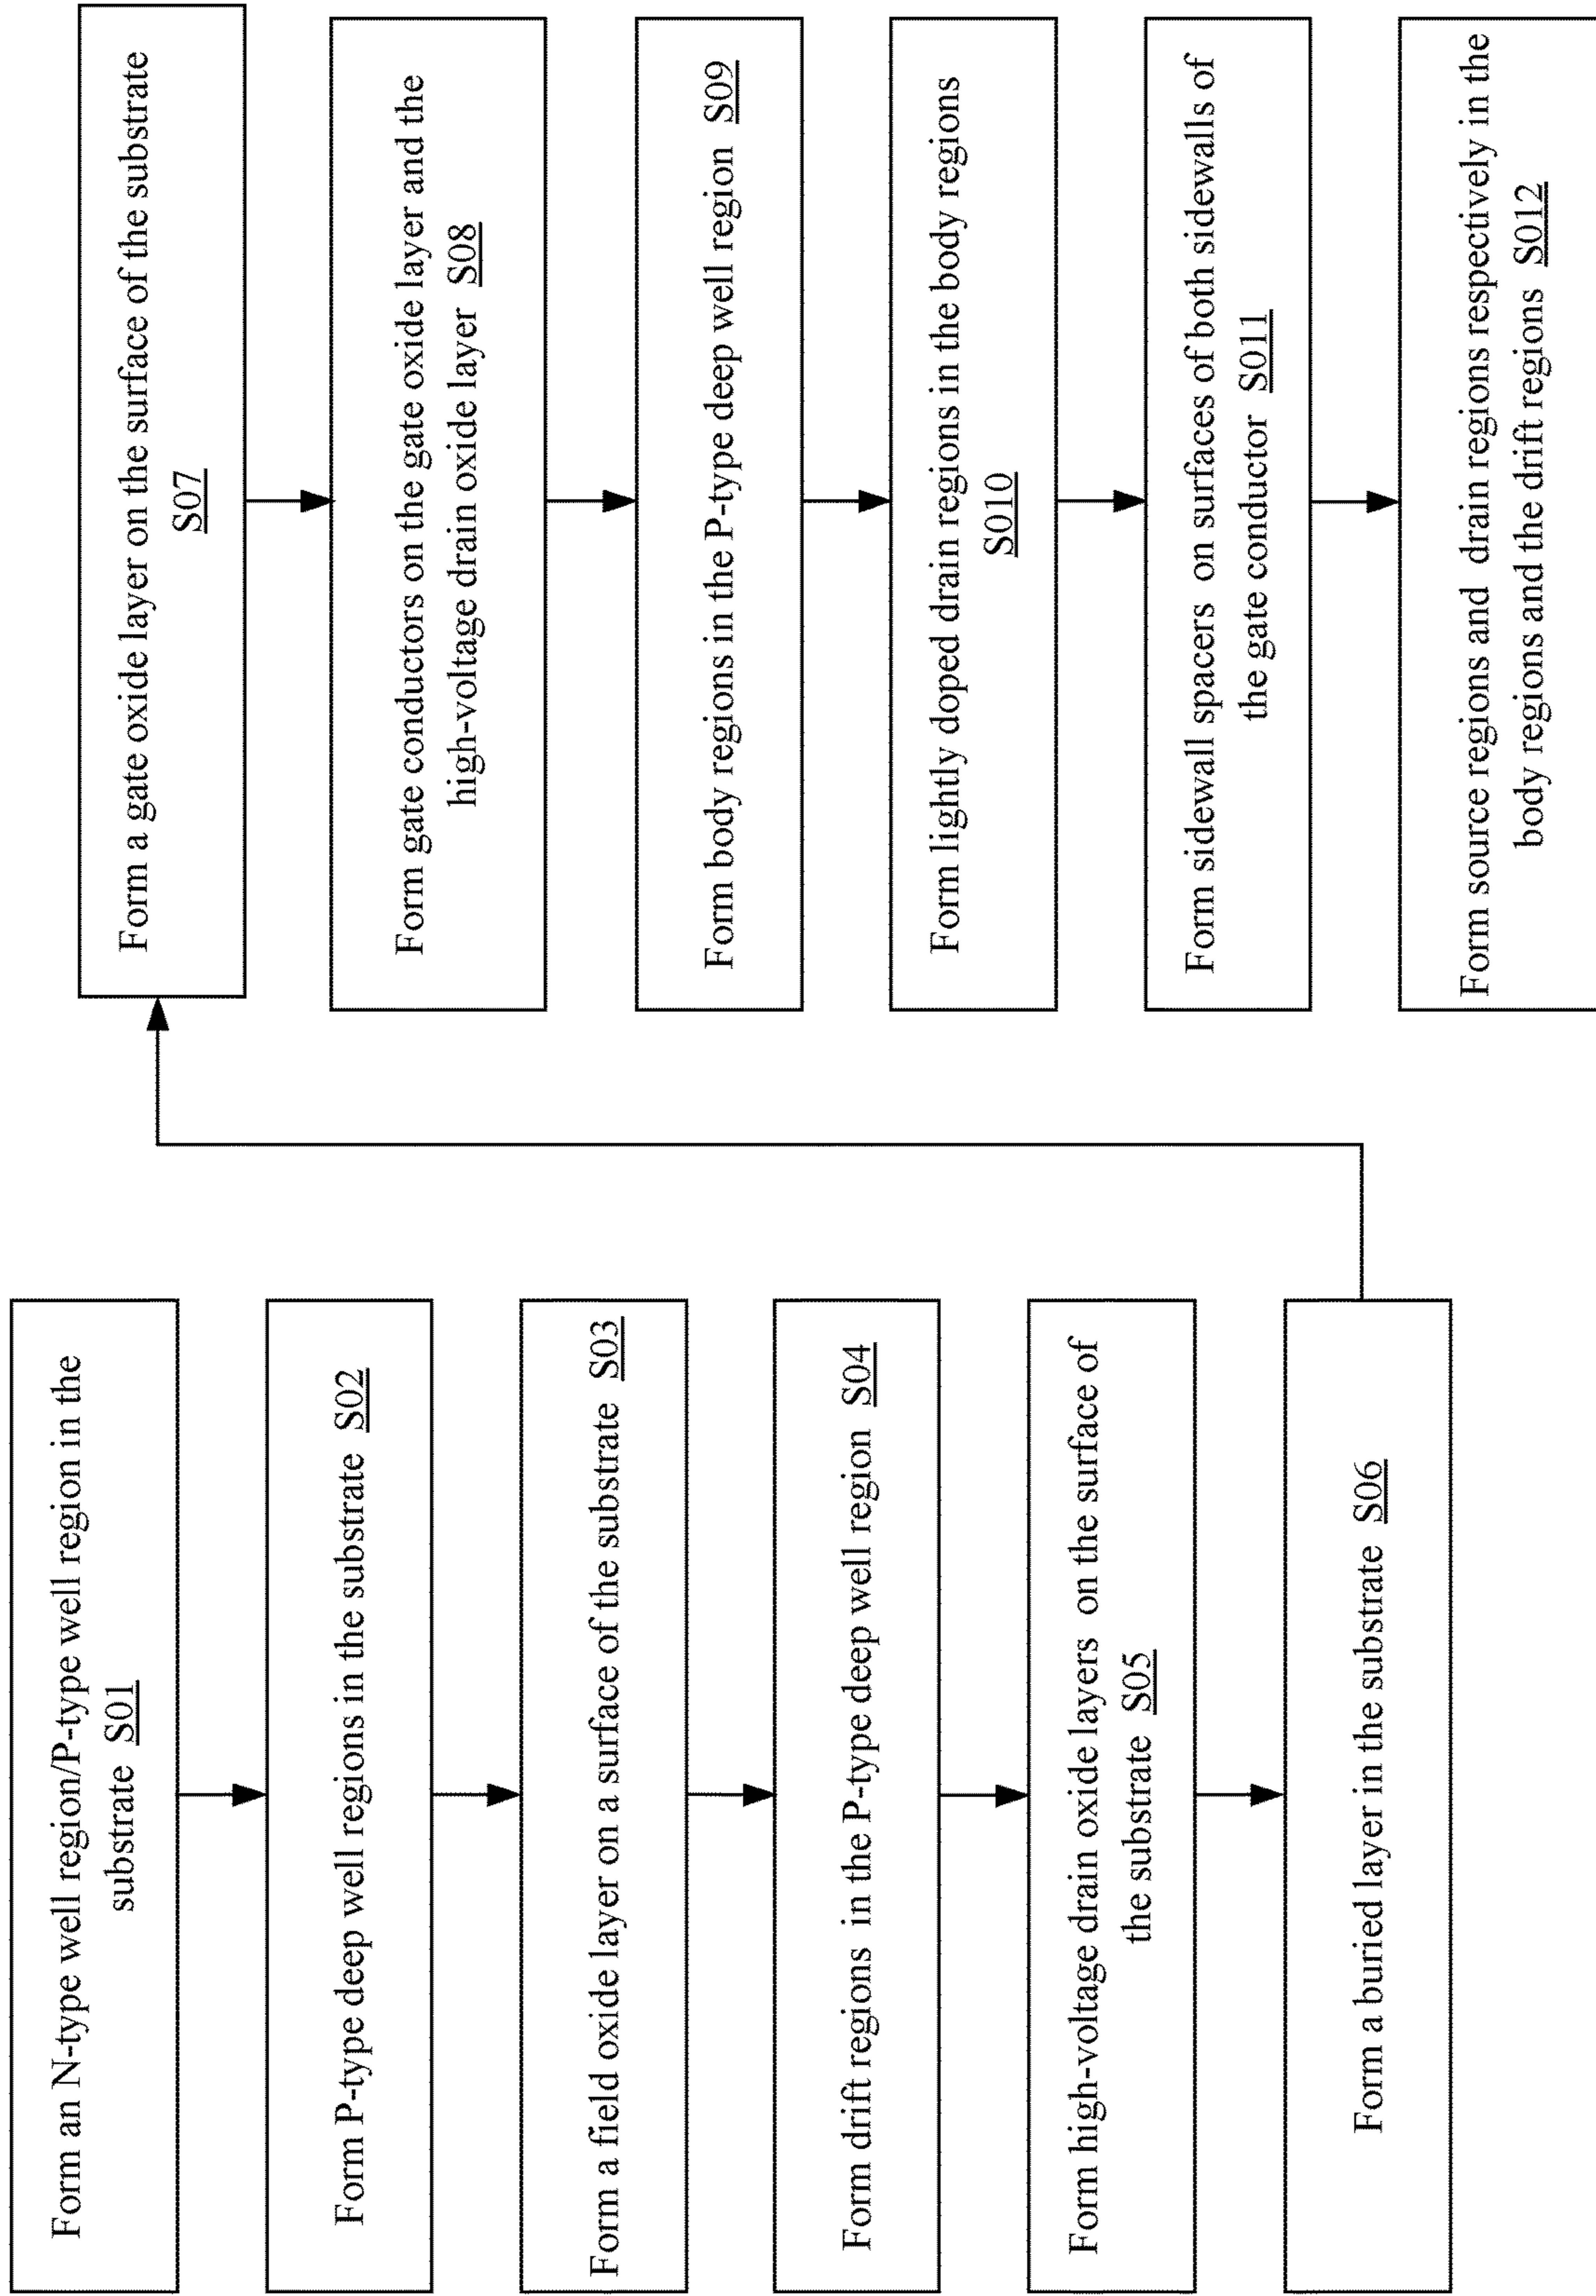 Form an N-type well region/P-type well region in the
substrate S01
Form P-type deep well regions in the substrate S02
Form a field oxide layer on a surface of the substrate S03
Form drift regions in the P-type deep well region S04
Form high-voltage drain oxide layers on the surface of
the substrate S05
Form a buried layer in the substrate S06
Form a gate oxide layer on the surface of the substrate
S07
Form gate conductors on the gate oxide layer and the
high-voltage drain oxide layer S08
Form body regions in the P-type deep well region S09
Form lightly doped drain regions in the body regions
S010
Form sidewall spacers on surfaces of both sidewalls of
the gate conductor S011
Form source regions and drain regions respectively in the
body regions and the drift regions S012